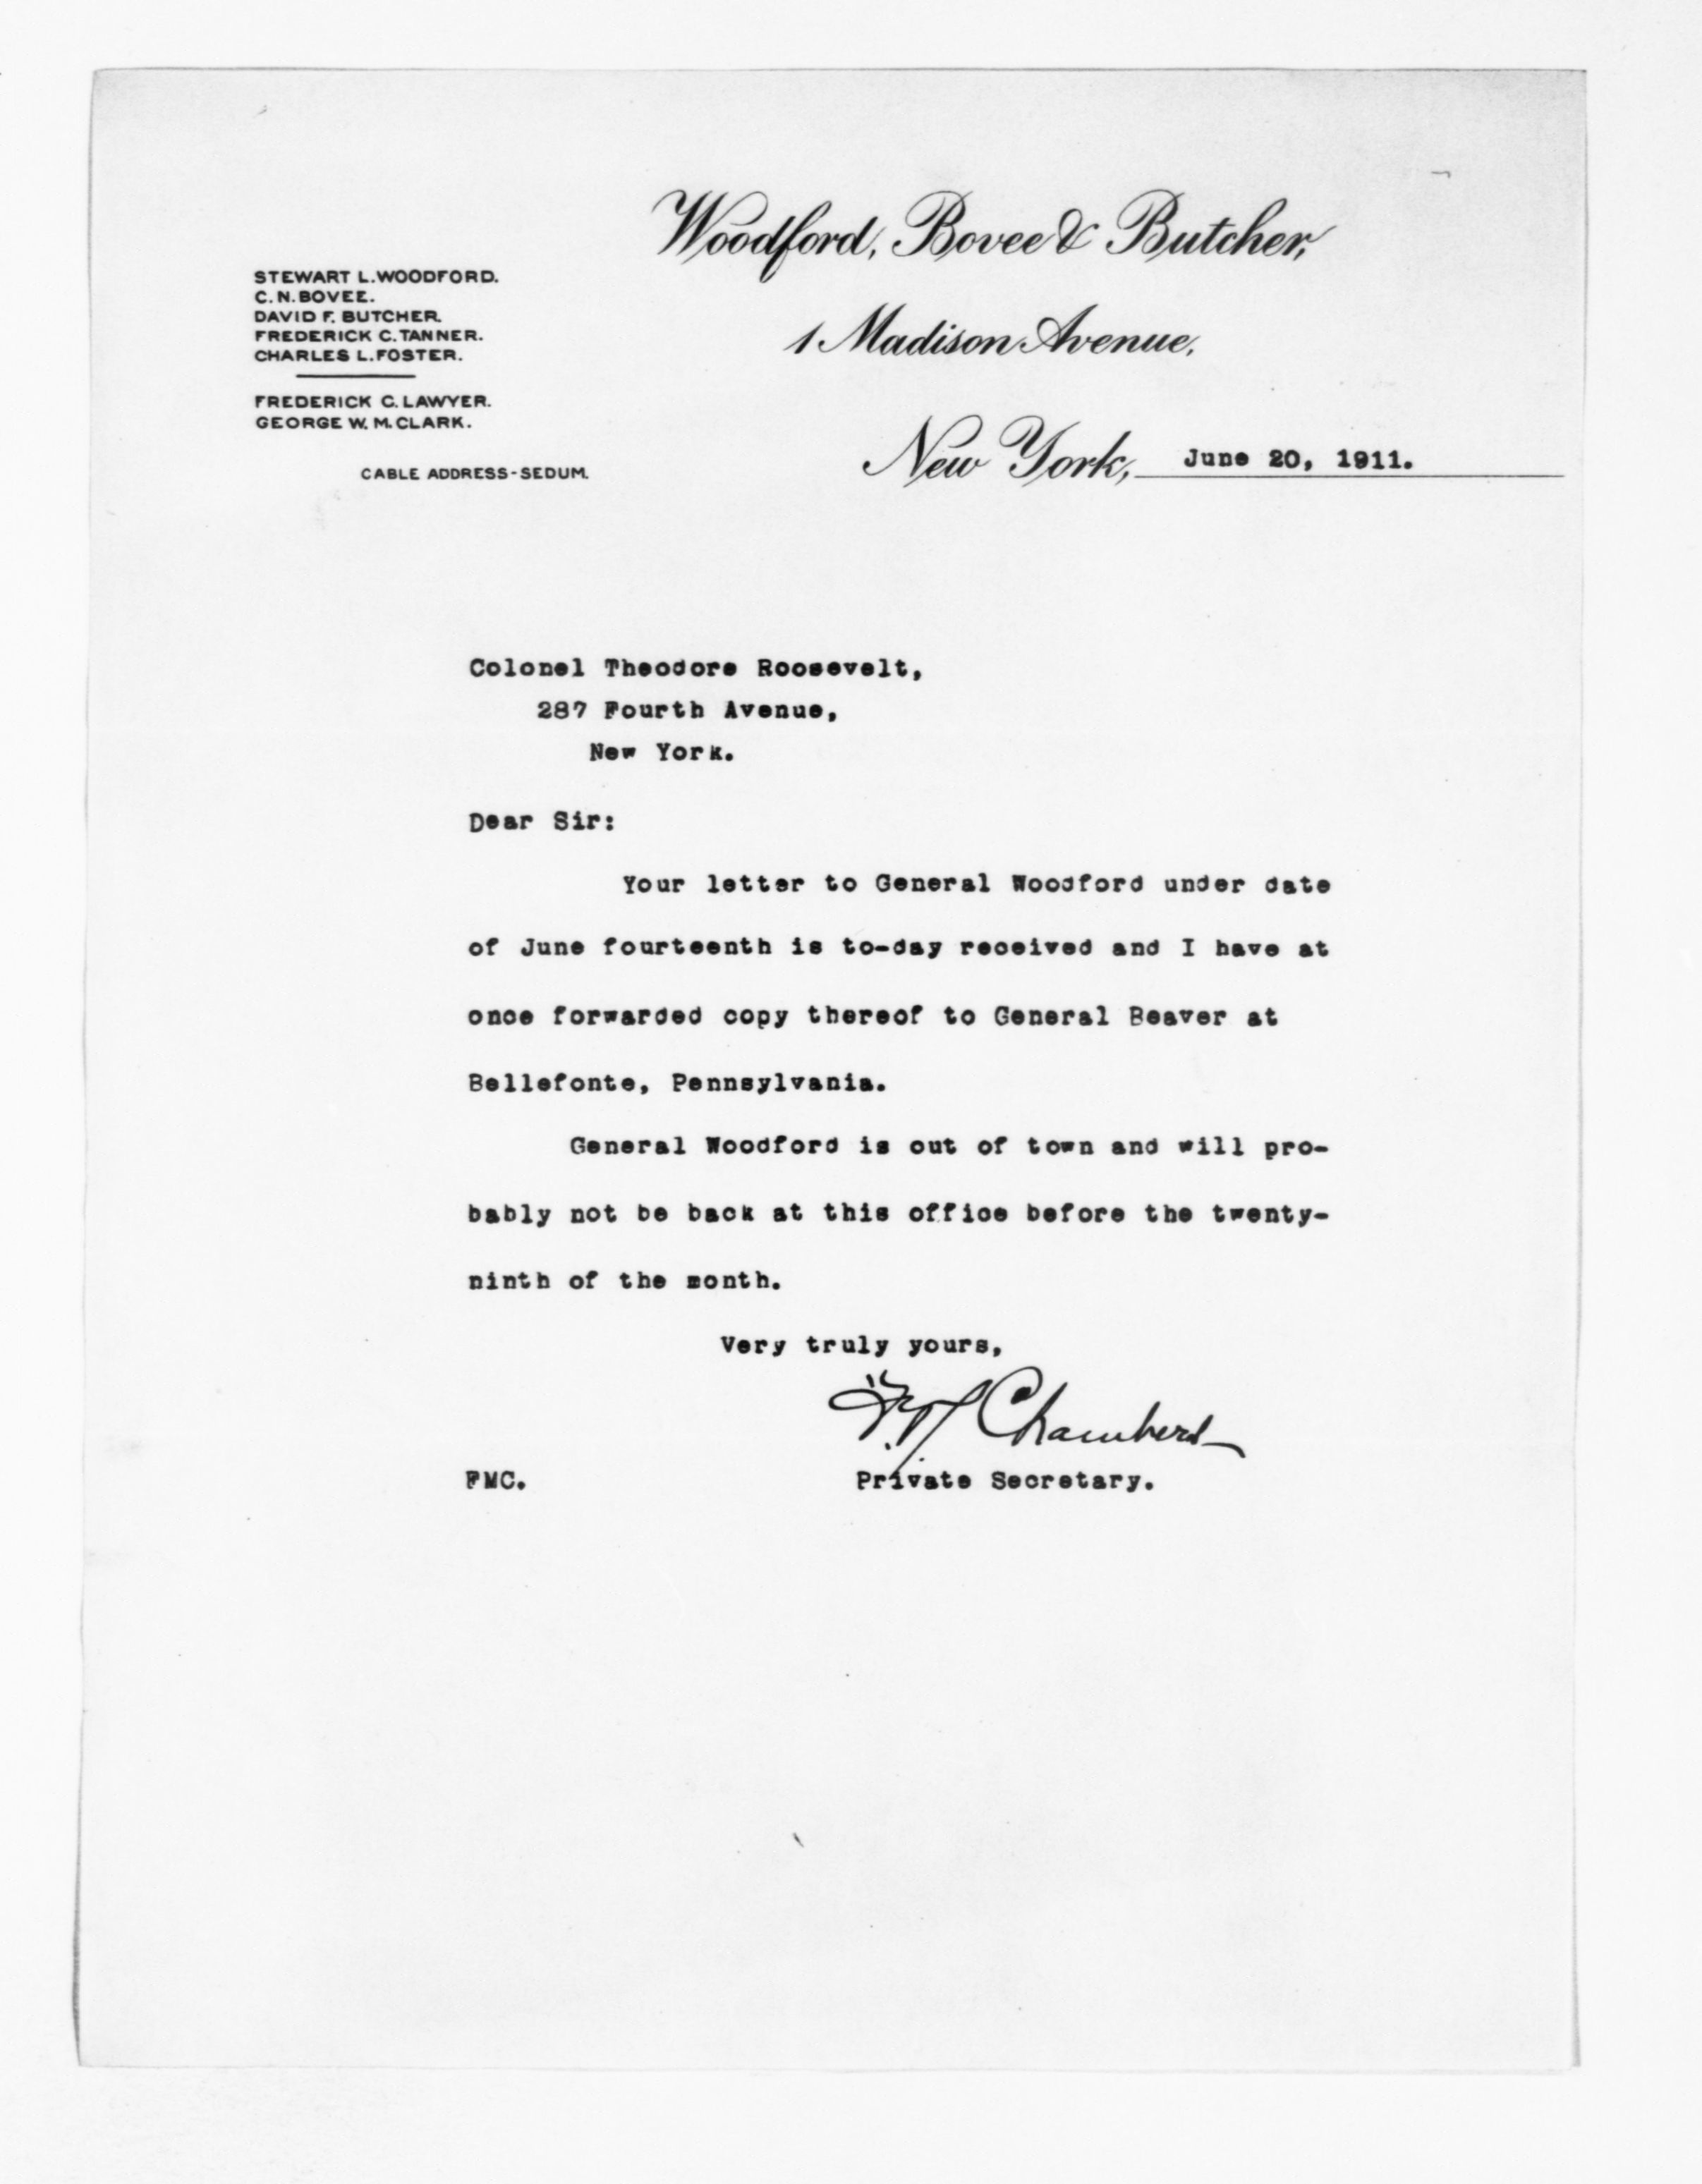 Woodford, Bovee & Butcher,
1 Madison Avenue,
New York, June 20, 1911.
STEWART L. WOODFORD.
C. N. BOVEE.
DAVID F. BUTCHER.
FREDERICK C. TANNER.
CHARLES L. FOSTER.
FREDERICK C. LAWYER.
GEORGE W. M. CLARK.
CABLE ADDRESS-SEDUM.
Colonel Theodore Roosevelt,
287 Fourth Avenue,
New York.
Dear Sir:
Your letter to General Woodford under date
of June fourteenth is to-day received and I have at
once forwarded copy thereof to General Beaver at
Bellefonte, Pennsylvania.
General Woodford is out of town and will pro-
bably not be back at this office before the twenty-
ninth of the month.
Very truly yours,
F. M. Chambers
FMC. Private Secretary.